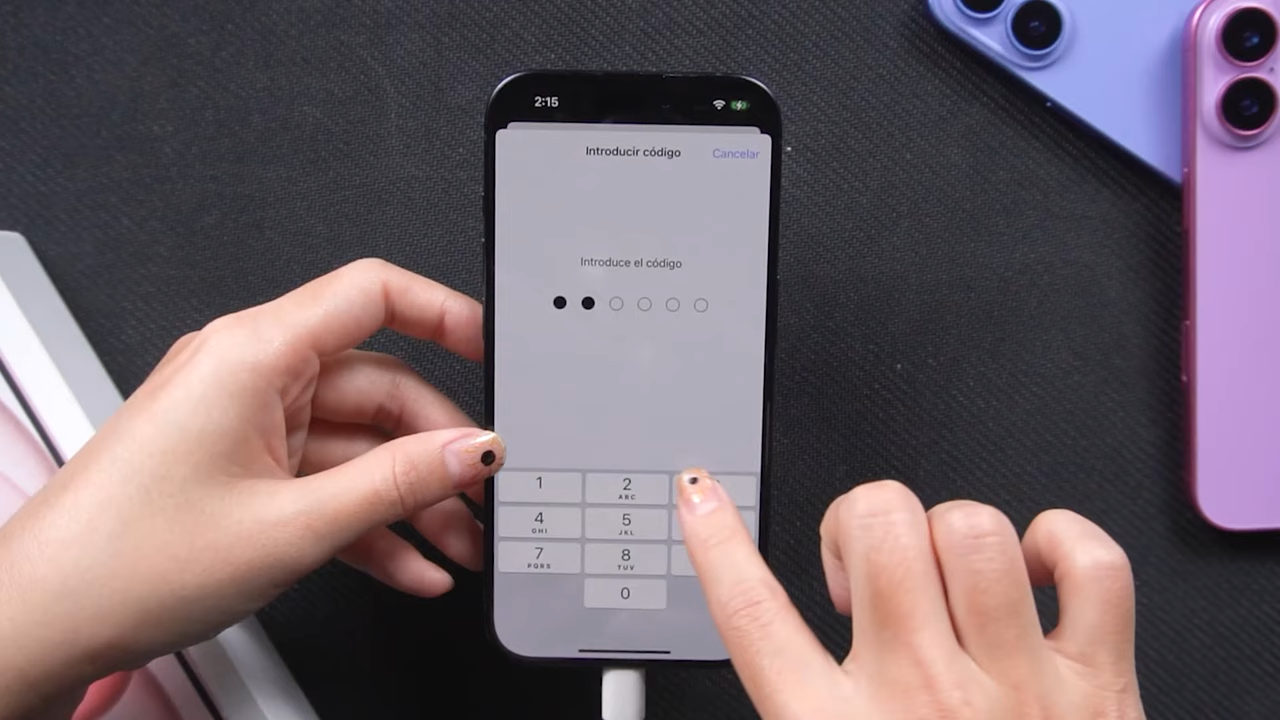 2:15
Introducir código
Cancelar
Introduce el código
1
2
ABC
4
GHI
5
JKL
7
PQRS
8
TUV
0